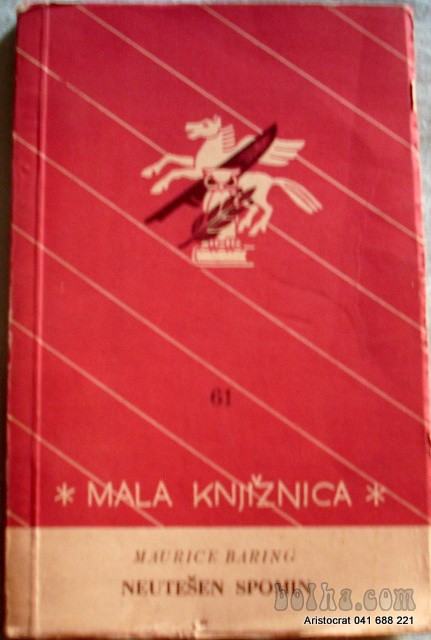 61
* MALA KNJIŽNICA *
MAURICE BARING
NEUTEŠEN SPOMIN
bolha.com
Aristocrat 041 688 221